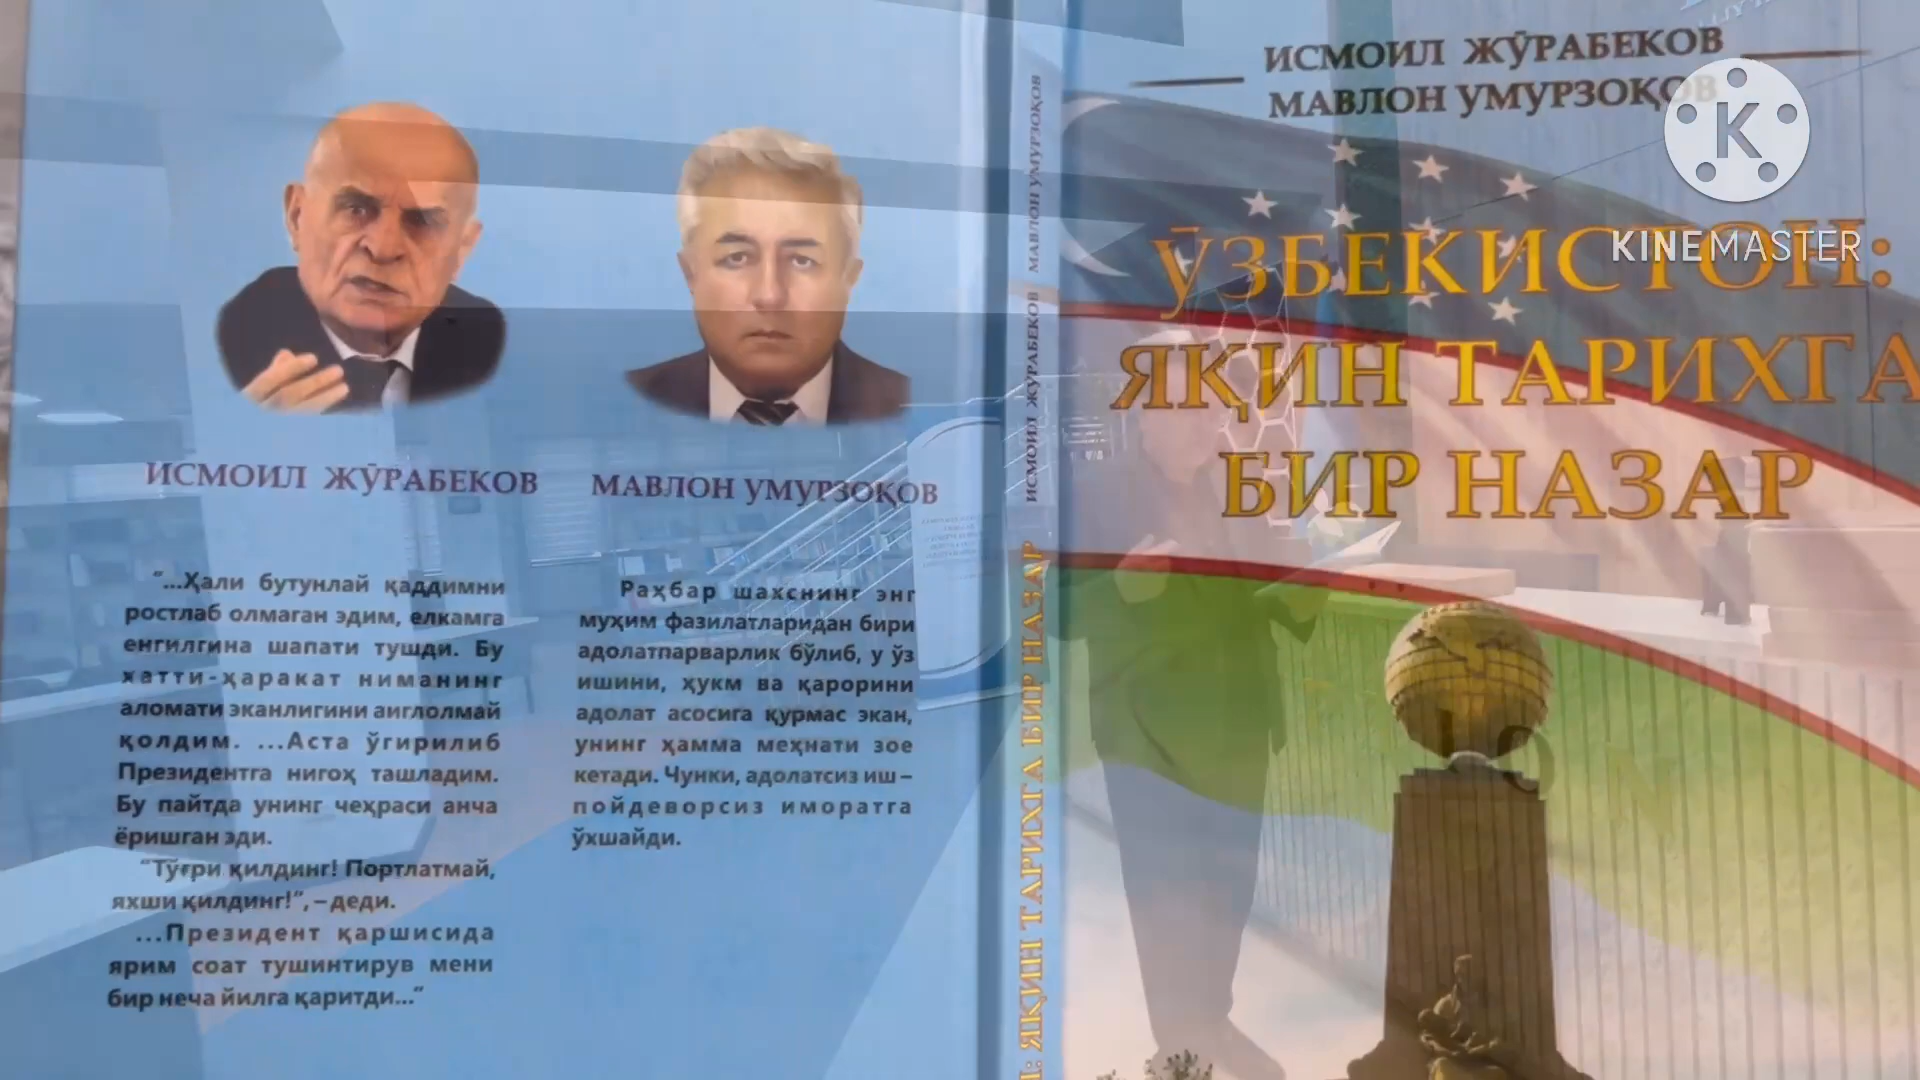 ИСМОИЛ ЖЎРАБЕКОВ
"...Ҳали бутунлай қаддимни
ростлаб олмаган эдим, елкамга
енгилгина шапати тушди. Бу
хатти-ҳаракат ниманинг
аломати эканлигини англолмай
қолдим. ...Аста ўгирилиб
Президентга нигоҳ ташладим.
Бу пайтда унинг чеҳраси анча
ёришган эди.
"Тўғри қилдинг! Портлатмай,
яхши қилдинг!", – деди.
...Президент қаршисида
ярим соат тушинтирув мени
бир неча йилга қаритди..."
МАВЛОН УМУРЗОҚОВ
Раҳбар шахснинг энг
муҳим фазилатларидан бири
адолатпарварлик бўлиб, у ўз
ишини, ҳукм ва қарорини
адолат асосига қурмас экан,
унинг ҳамма меҳнати зое
кетади. Чунки, адолатсиз иш –
пойдеворсиз иморатга
ўхшайди.
ИСМОИЛ ЖЎРАБЕКОВ МАВЛОН УМУРЗОҚОВ
ЯҚИН ТАРИХГА БИР НАЗАР
ИСМОИЛ ЖЎРАБЕКОВ
МАВЛОН УМУРЗОҚОВ
ЎЗБЕКИСТОН:
ЯҚИН ТАРИХГА
БИР НАЗАР
K
KINEMASTER